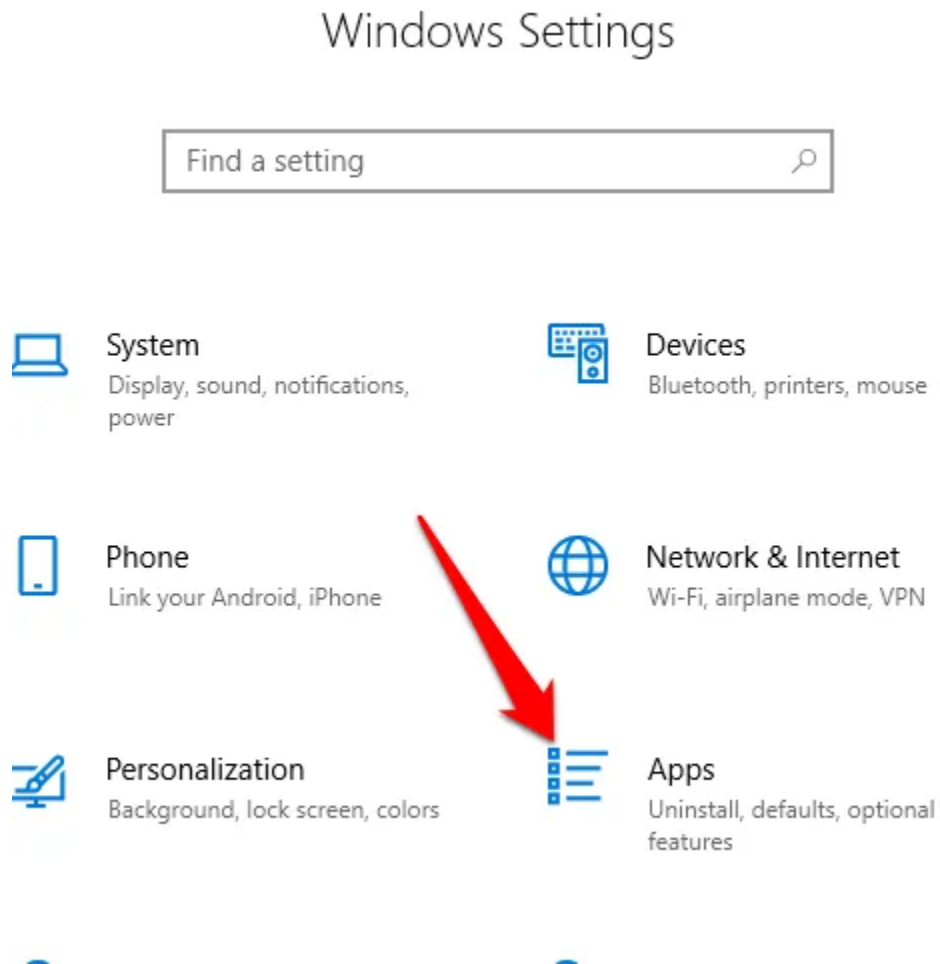 Windows Settings
Find a setting
System
Display, sound, notifications,
power
Devices
Bluetooth, printers, mouse
Phone
Link your Android, iPhone
Network & Internet
Wi-Fi, airplane mode, VPN
Personalization
Background, lock screen, colors
Apps
Uninstall, defaults, optional
features